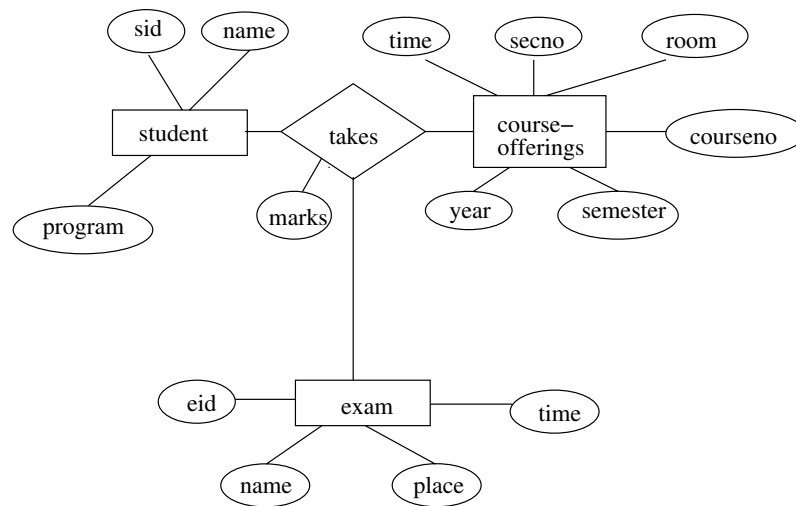 sid
name
time
secno
room
student
takes
course-
offerings
courseno
program
marks
year
semester
eid
exam
time
name
place